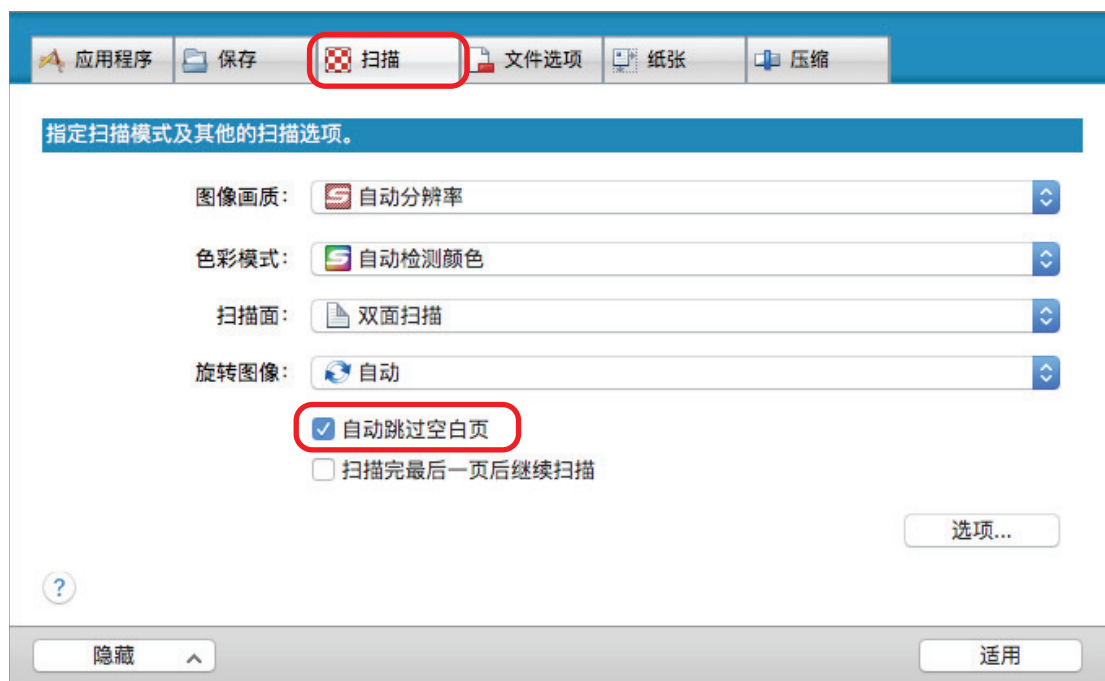 应用程序 保存 扫描 文件选项 纸张 压缩
指定扫描模式及其他的扫描选项。
图像画质： 自动分辨率
色彩模式： 自动检测颜色
扫描面： 双面扫描
旋转图像： 自动
自动跳过空白页
扫描完最后一页后继续扫描
选项...
?
隐藏 适用